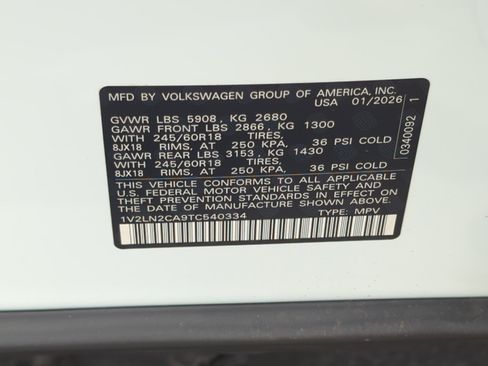 MFD BY VOLKSWAGEN GROUP OF AMERICA, INC.
USA 01/2026
GVWR LBS 5908, KG 2680
GAWR FRONT LBS 2866, KG 1300
WITH 245/60R18 TIRES,
8JX18 RIMS, AT 250 KPA, 36 PSI COLD
GAWR REAR LBS 3153, KG 1430
WITH 245/60R18 TIRES,
8JX18 RIMS, AT 250 KPA, 36 PSI COLD
THIS VEHICLE CONFORMS TO ALL APPLICABLE
U.S. FEDERAL MOTOR VEHICLE SAFETY AND
THEFT PREVENTION STANDARDS IN EFFECT ON
THE DATE OF MANUFACTURE SHOWN ABOVE.
1V2LN2CA9TC540334 TYPE: MPV
0340092 1